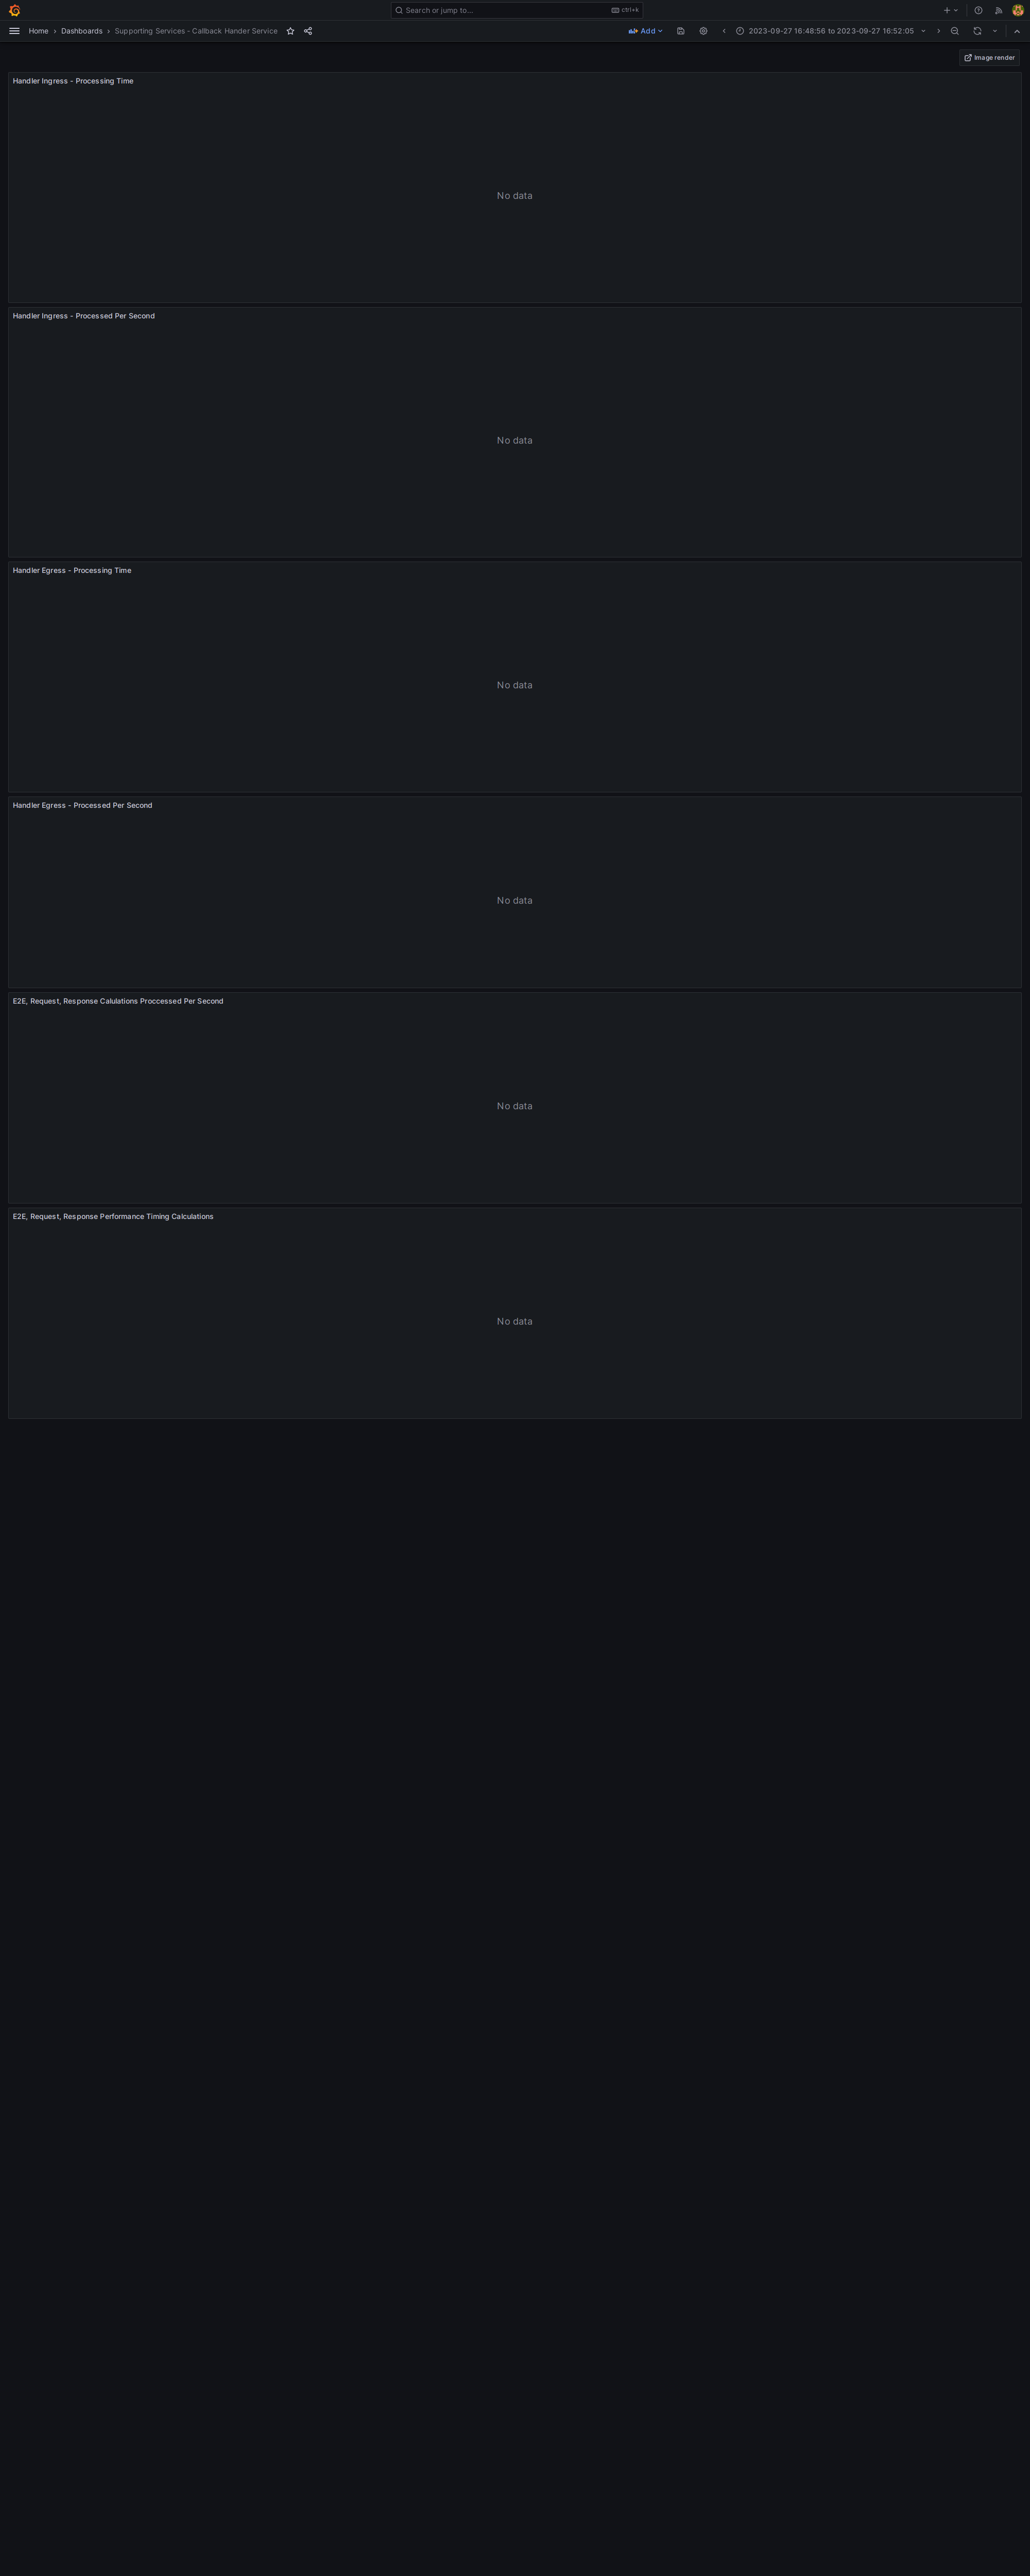 Search or jump to...
ctrl+k
Home › Dashboards › Supporting Services - Callback Hander Service
Add
2023-09-27 16:48:56 to 2023-09-27 16:52:05
Image render
Handler Ingress - Processing Time
No data
Handler Ingress - Processed Per Second
No data
Handler Egress - Processing Time
No data
Handler Egress - Processed Per Second
No data
E2E, Request, Response Calulations Proccessed Per Second
No data
E2E, Request, Response Performance Timing Calculations
No data